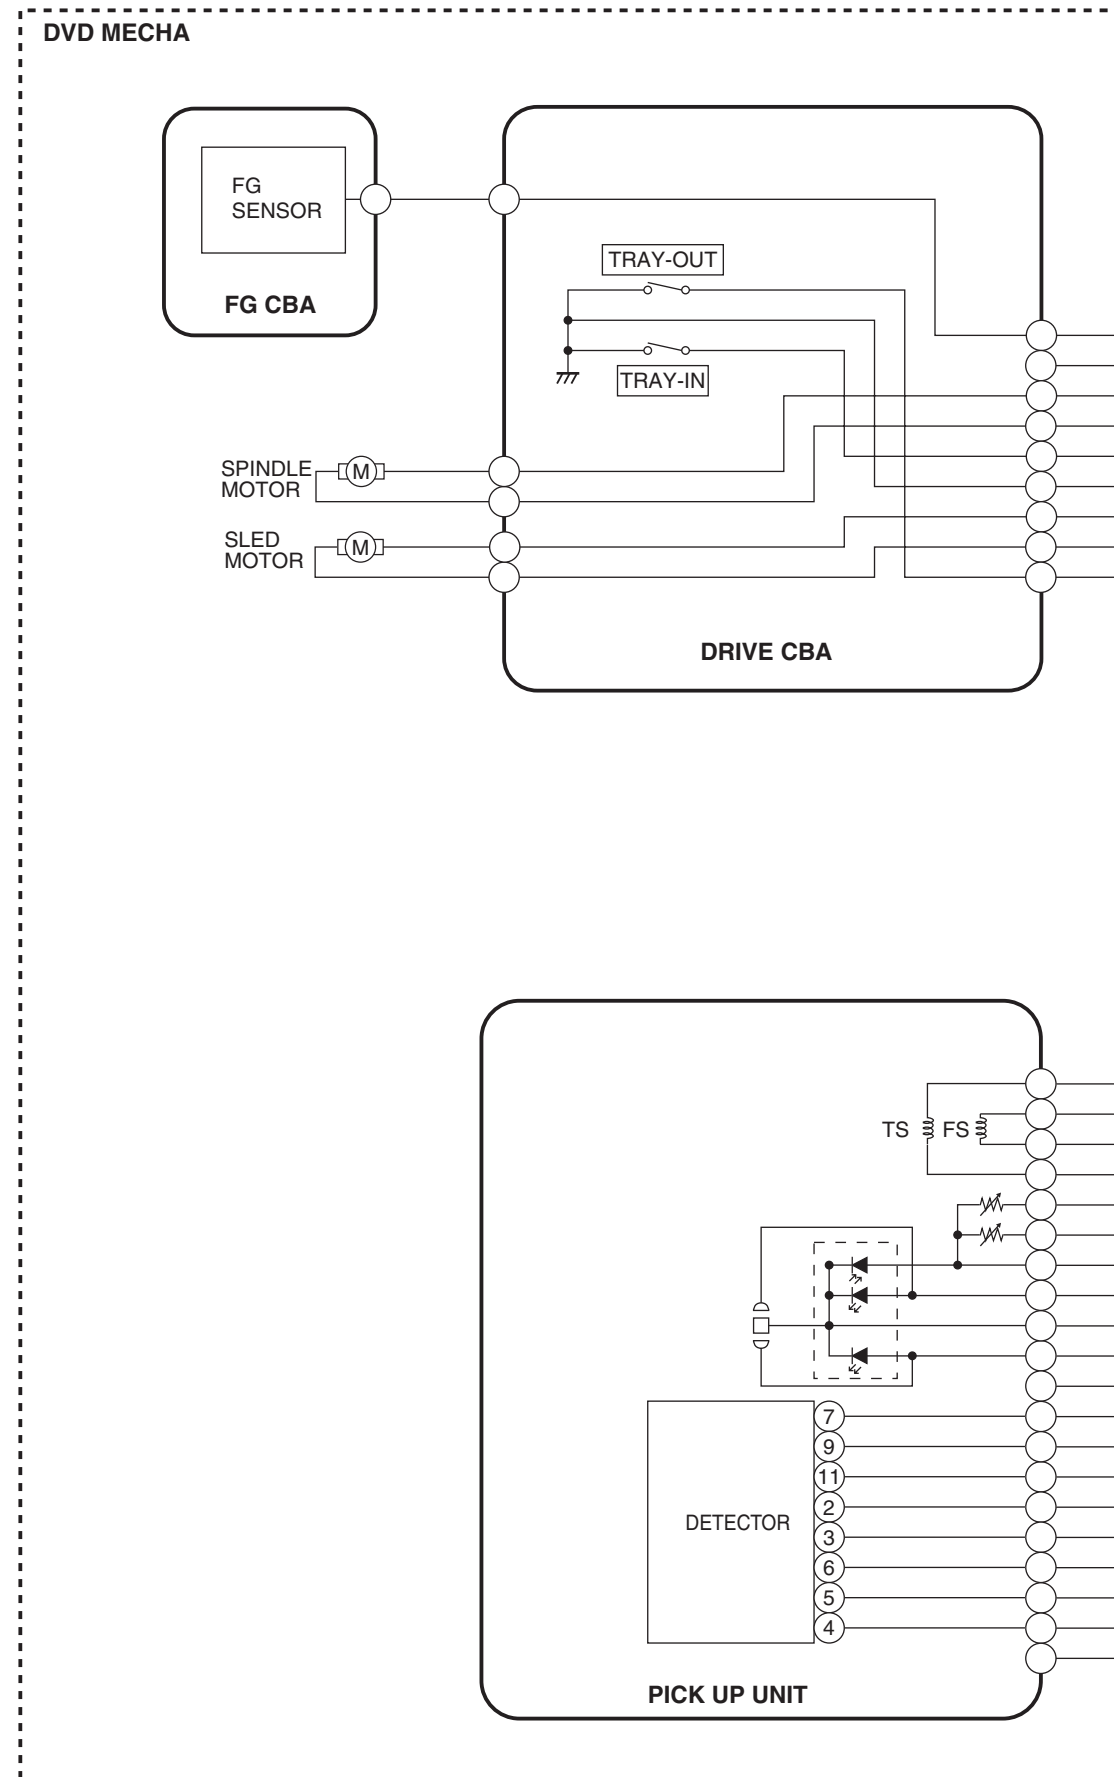 DVD MECHA
FG
SENSOR
FG CBA
TRAY-OUT
TRAY-IN
SPINDLE
MOTOR
M
SLED
MOTOR
M
DRIVE CBA
TS
FS
DETECTOR
7
9
11
2
3
6
5
4
PICK UP UNIT